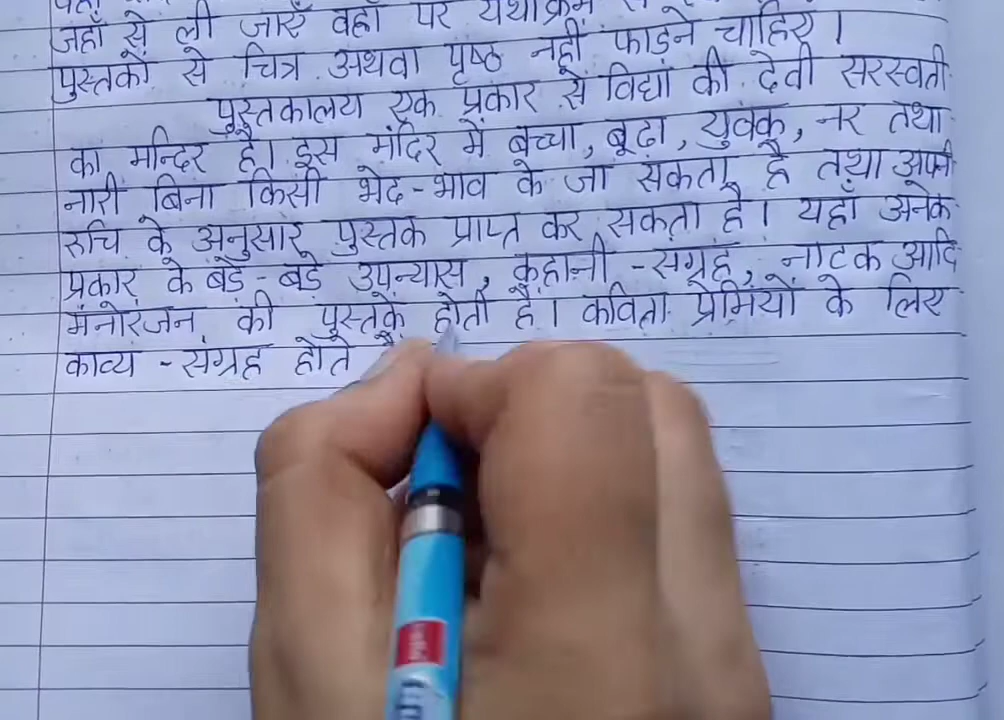 जहाँ से ली जाएँ वहाँ पर यथाक्रम
पुस्तकों से चित्र अथवा पृष्ठ नहीं फाड़ने चाहिए।
पुस्तकालय एक प्रकार से विद्या की देवी सरस्वती
का मन्दिर है। इस मंदिर में बच्चा, बूढा, युवक, नर तथा
नारी बिना किसी भेद-भाव के जा सकता है तथा अपनी
रुचि के अनुसार पुस्तक प्राप्त कर सकता है। यहाँ अनेक
प्रकार के बड़े-बड़े उपन्यास, कहानी-संग्रह, नाटक आदि
मनोरंजन की पुस्तकें होती हैं। कविता प्रेमियों के लिए
काव्य-संग्रह होते